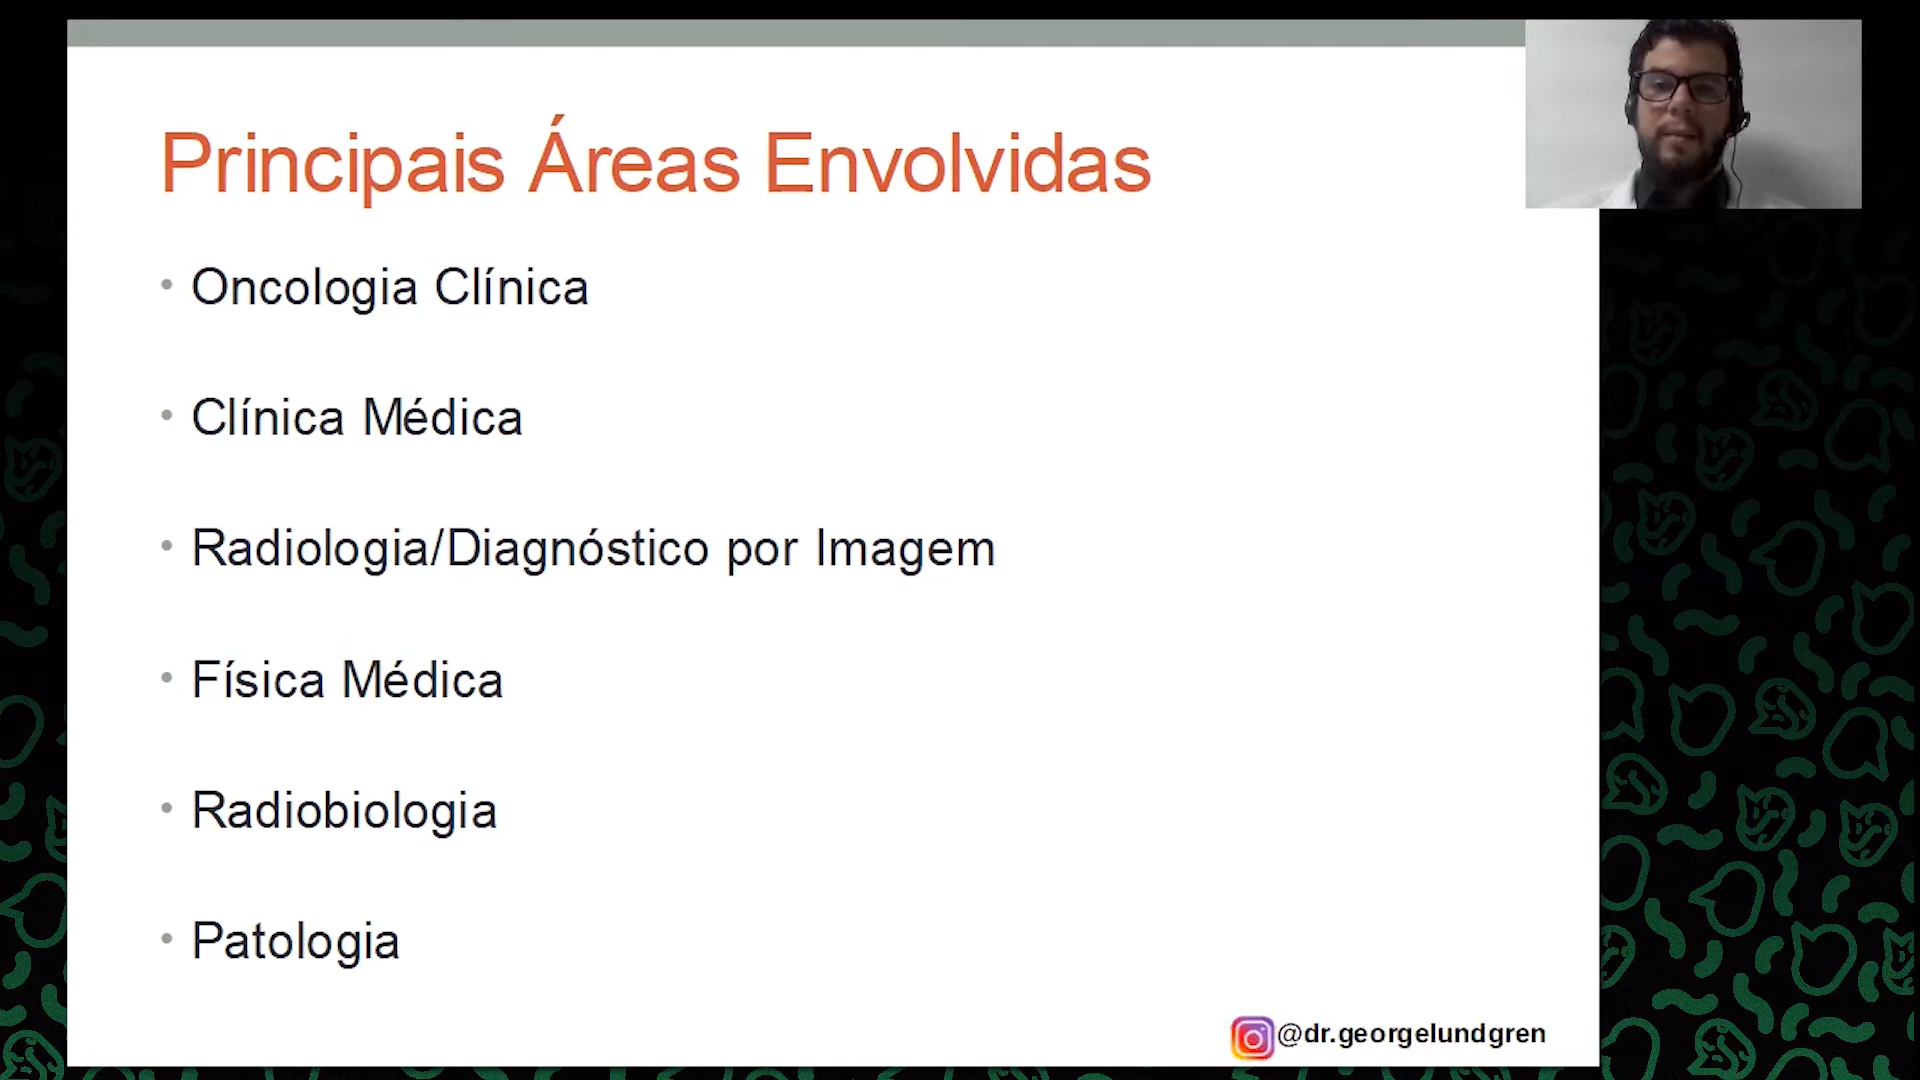 Principais Áreas Envolvidas
• Oncologia Clínica
• Clínica Médica
• Radiologia/Diagnóstico por Imagem
• Física Médica
• Radiobiologia
• Patologia
@dr.georgelundgren